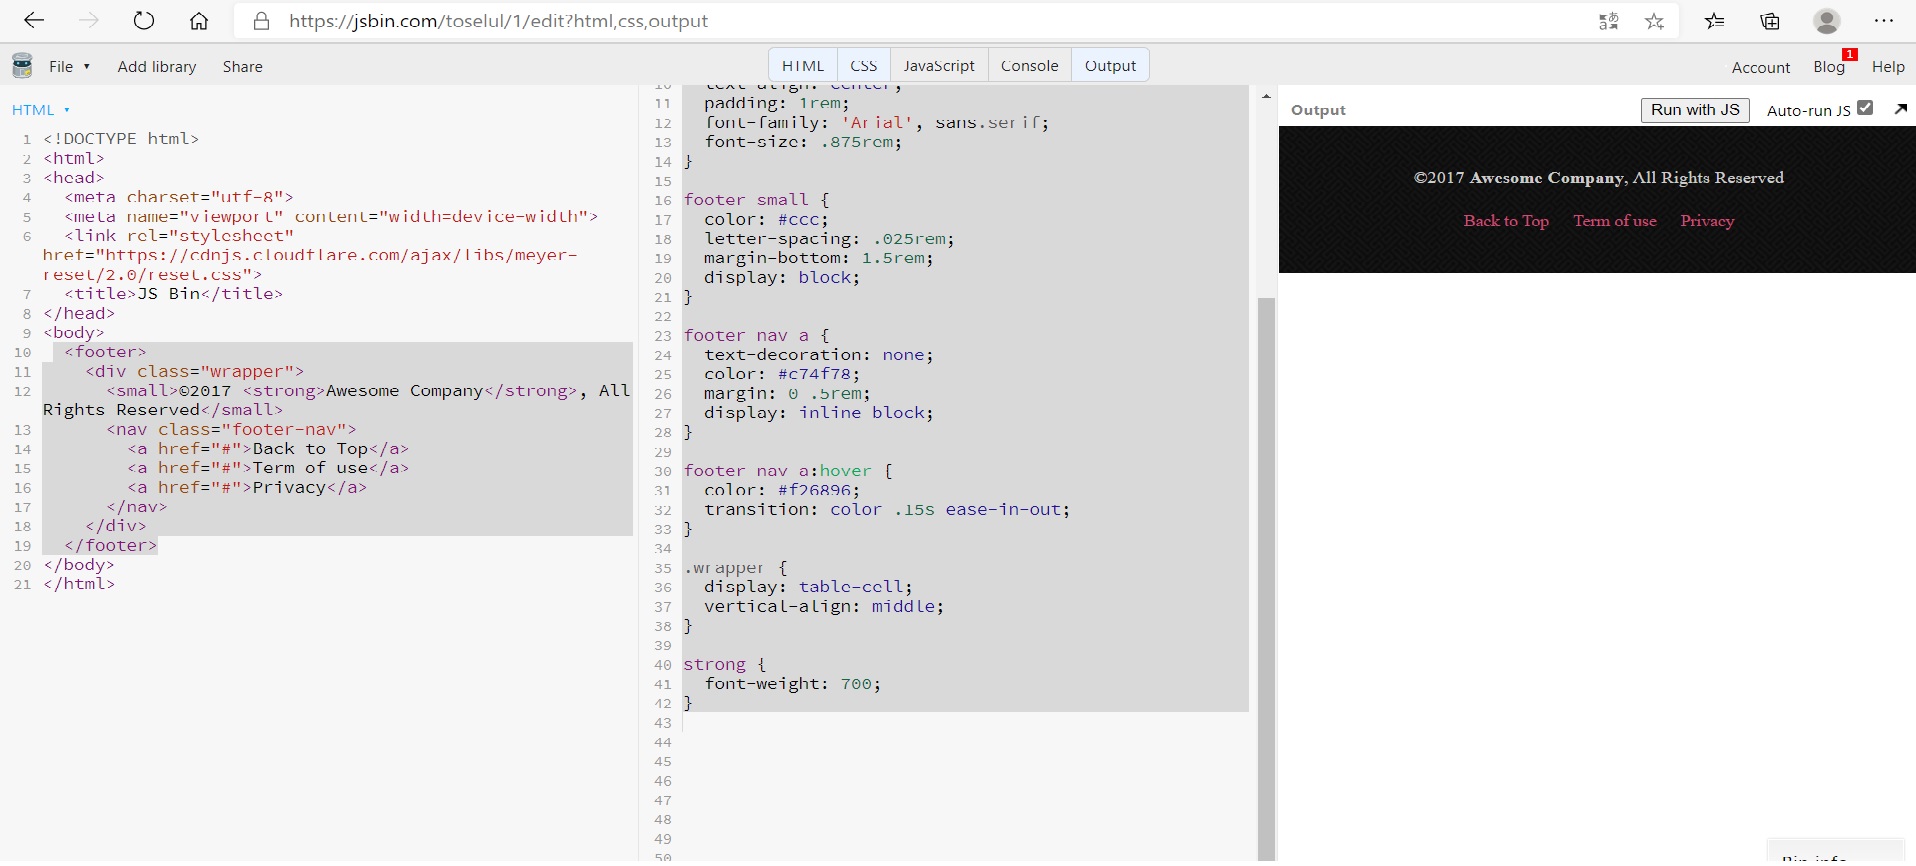 https://jsbin.com/toselul/1/edit?html,css,output
File ▾ Add library Share
HTML CSS JavaScript Console Output
Account Blog 1 Help
HTML ▾
1 <!DOCTYPE html>
2 <html>
3 <head>
4 <meta charset="utf-8">
5 <meta name="viewport" content="width=device-width">
6 <link rel="stylesheet"
href="https://cdnjs.cloudflare.com/ajax/libs/meyer-
reset/2.0/reset.css">
7 <title>JS Bin</title>
8 </head>
9 <body>
10 <footer>
11 <div class="wrapper">
12 <small>©2017 <strong>Awesome Company</strong>, All
Rights Reserved</small>
13 <nav class="footer-nav">
14 <a href="#">Back to Top</a>
15 <a href="#">Term of use</a>
16 <a href="#">Privacy</a>
17 </nav>
18 </div>
19 </footer>
20 </body>
21 </html>
10 text-align: center;
11 padding: 1rem;
12 font-family: 'Arial', sans.serif;
13 font-size: .875rem;
14 }
15
16 footer small {
17 color: #ccc;
18 letter-spacing: .025rem;
19 margin-bottom: 1.5rem;
20 display: block;
21 }
22
23 footer nav a {
24 text-decoration: none;
25 color: #c74f78;
26 margin: 0 .5rem;
27 display: inline block;
28 }
29
30 footer nav a:hover {
31 color: #f26896;
32 transition: color .15s ease-in-out;
33 }
34
35 .wrapper {
36 display: table-cell;
37 vertical-align: middle;
38 }
39
40 strong {
41 font-weight: 700;
42 }
43
44
45
46
47
48
49
50
Output Run with JS Auto-run JS
©2017 Awesome Company, All Rights Reserved
Back to Top Term of use Privacy
Bin info